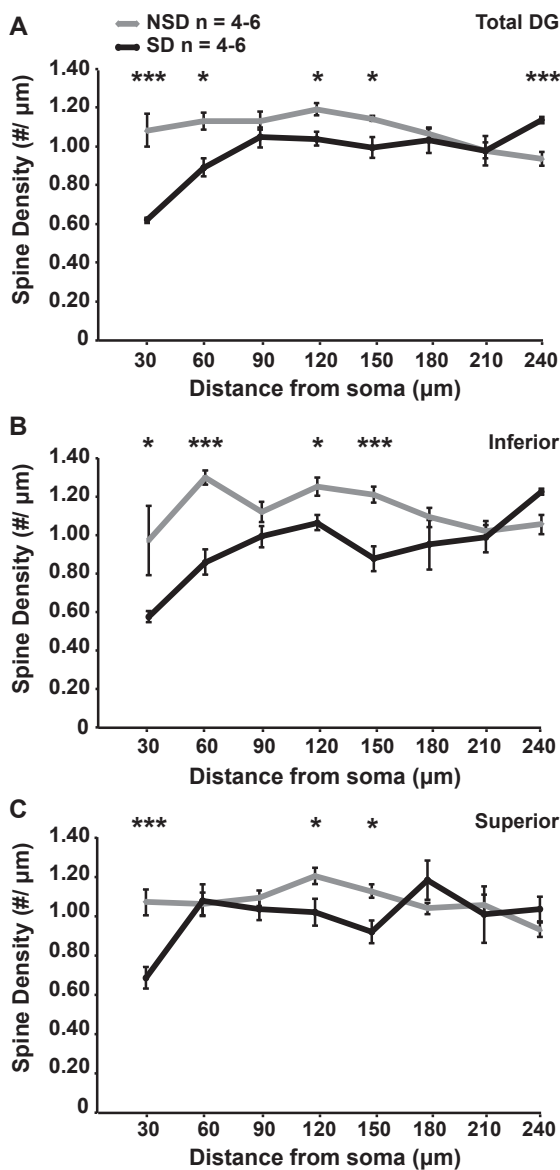 A
NSD n = 4-6
SD n = 4-6
Total DG
*** * * * ***
Spine Density (#/ µm)
1.40
1.20
1.00
0.80
0.60
0.40
0.20
0
30 60 90 120 150 180 210 240
Distance from soma (µm)
B
Inferior
* *** * ***
Spine Density (#/ µm)
1.40
1.20
1.00
0.80
0.60
0.40
0.20
0
30 60 90 120 150 180 210 240
Distance from soma (µm)
C
Superior
*** * *
Spine Density (#/ µm)
1.40
1.20
1.00
0.80
0.60
0.40
0.20
0
30 60 90 120 150 180 210 240
Distance from soma (µm)